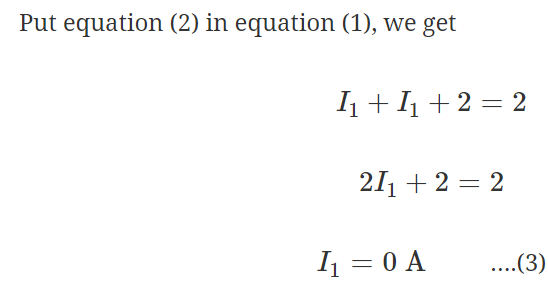 Put equation (2) in equation (1), we get
I₁ + I₁ + 2 = 2
2I₁ + 2 = 2
I₁ = 0 A ....(3)